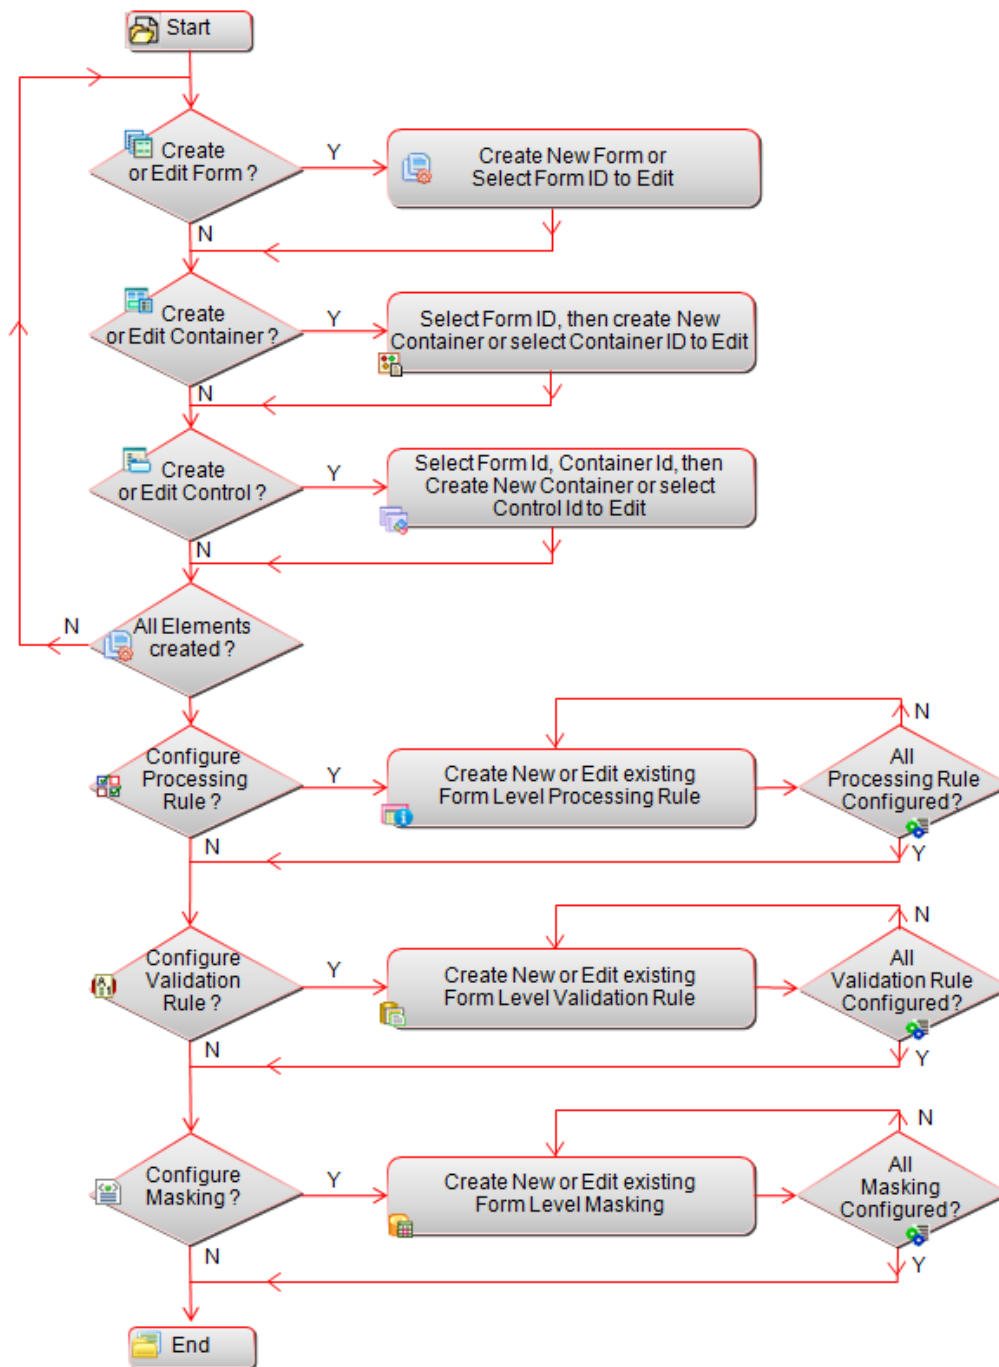 Start
Create
or Edit Form ?
Y
Create New Form or
Select Form ID to Edit
N
Create
or Edit Container ?
Y
Select Form ID, then create New
Container or select Container ID to Edit
N
Create
or Edit Control ?
Y
Select Form Id, Container Id, then
Create New Container or select
Control Id to Edit
N
All Elements
created ?
N
Configure
Processing
Rule ?
Y
Create New or Edit existing
Form Level Processing Rule
All
Processing Rule
Configured?
N
Y
N
Configure
Validation
Rule ?
Y
Create New or Edit existing
Form Level Validation Rule
All
Validation Rule
Configured?
N
Y
N
Configure
Masking ?
Y
Create New or Edit existing
Form Level Masking
All
Masking
Configured?
N
Y
N
End